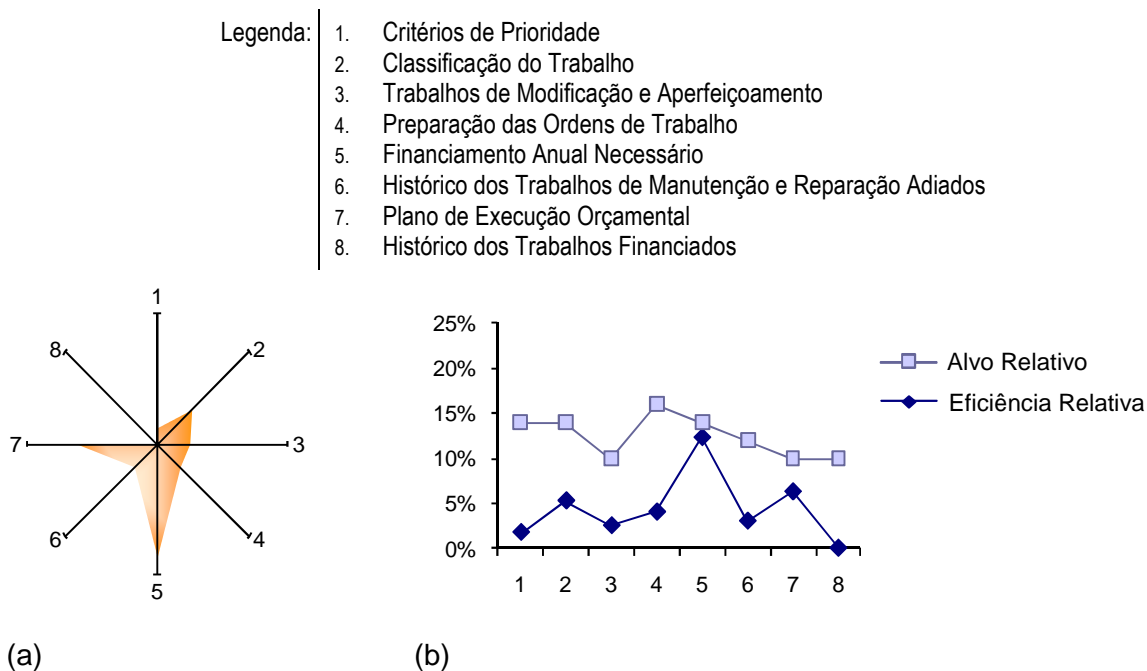 Legenda:
1. Critérios de Prioridade
2. Classificação do Trabalho
3. Trabalhos de Modificação e Aperfeiçoamento
4. Preparação das Ordens de Trabalho
5. Financiamento Anual Necessário
6. Histórico dos Trabalhos de Manutenção e Reparação Adiados
7. Plano de Execução Orçamental
8. Histórico dos Trabalhos Financiados
1
2
3
4
5
6
7
8
25%
20%
15%
10%
5%
0%
1 2 3 4 5 6 7 8
Alvo Relativo
Eficiência Relativa
(a)
(b)